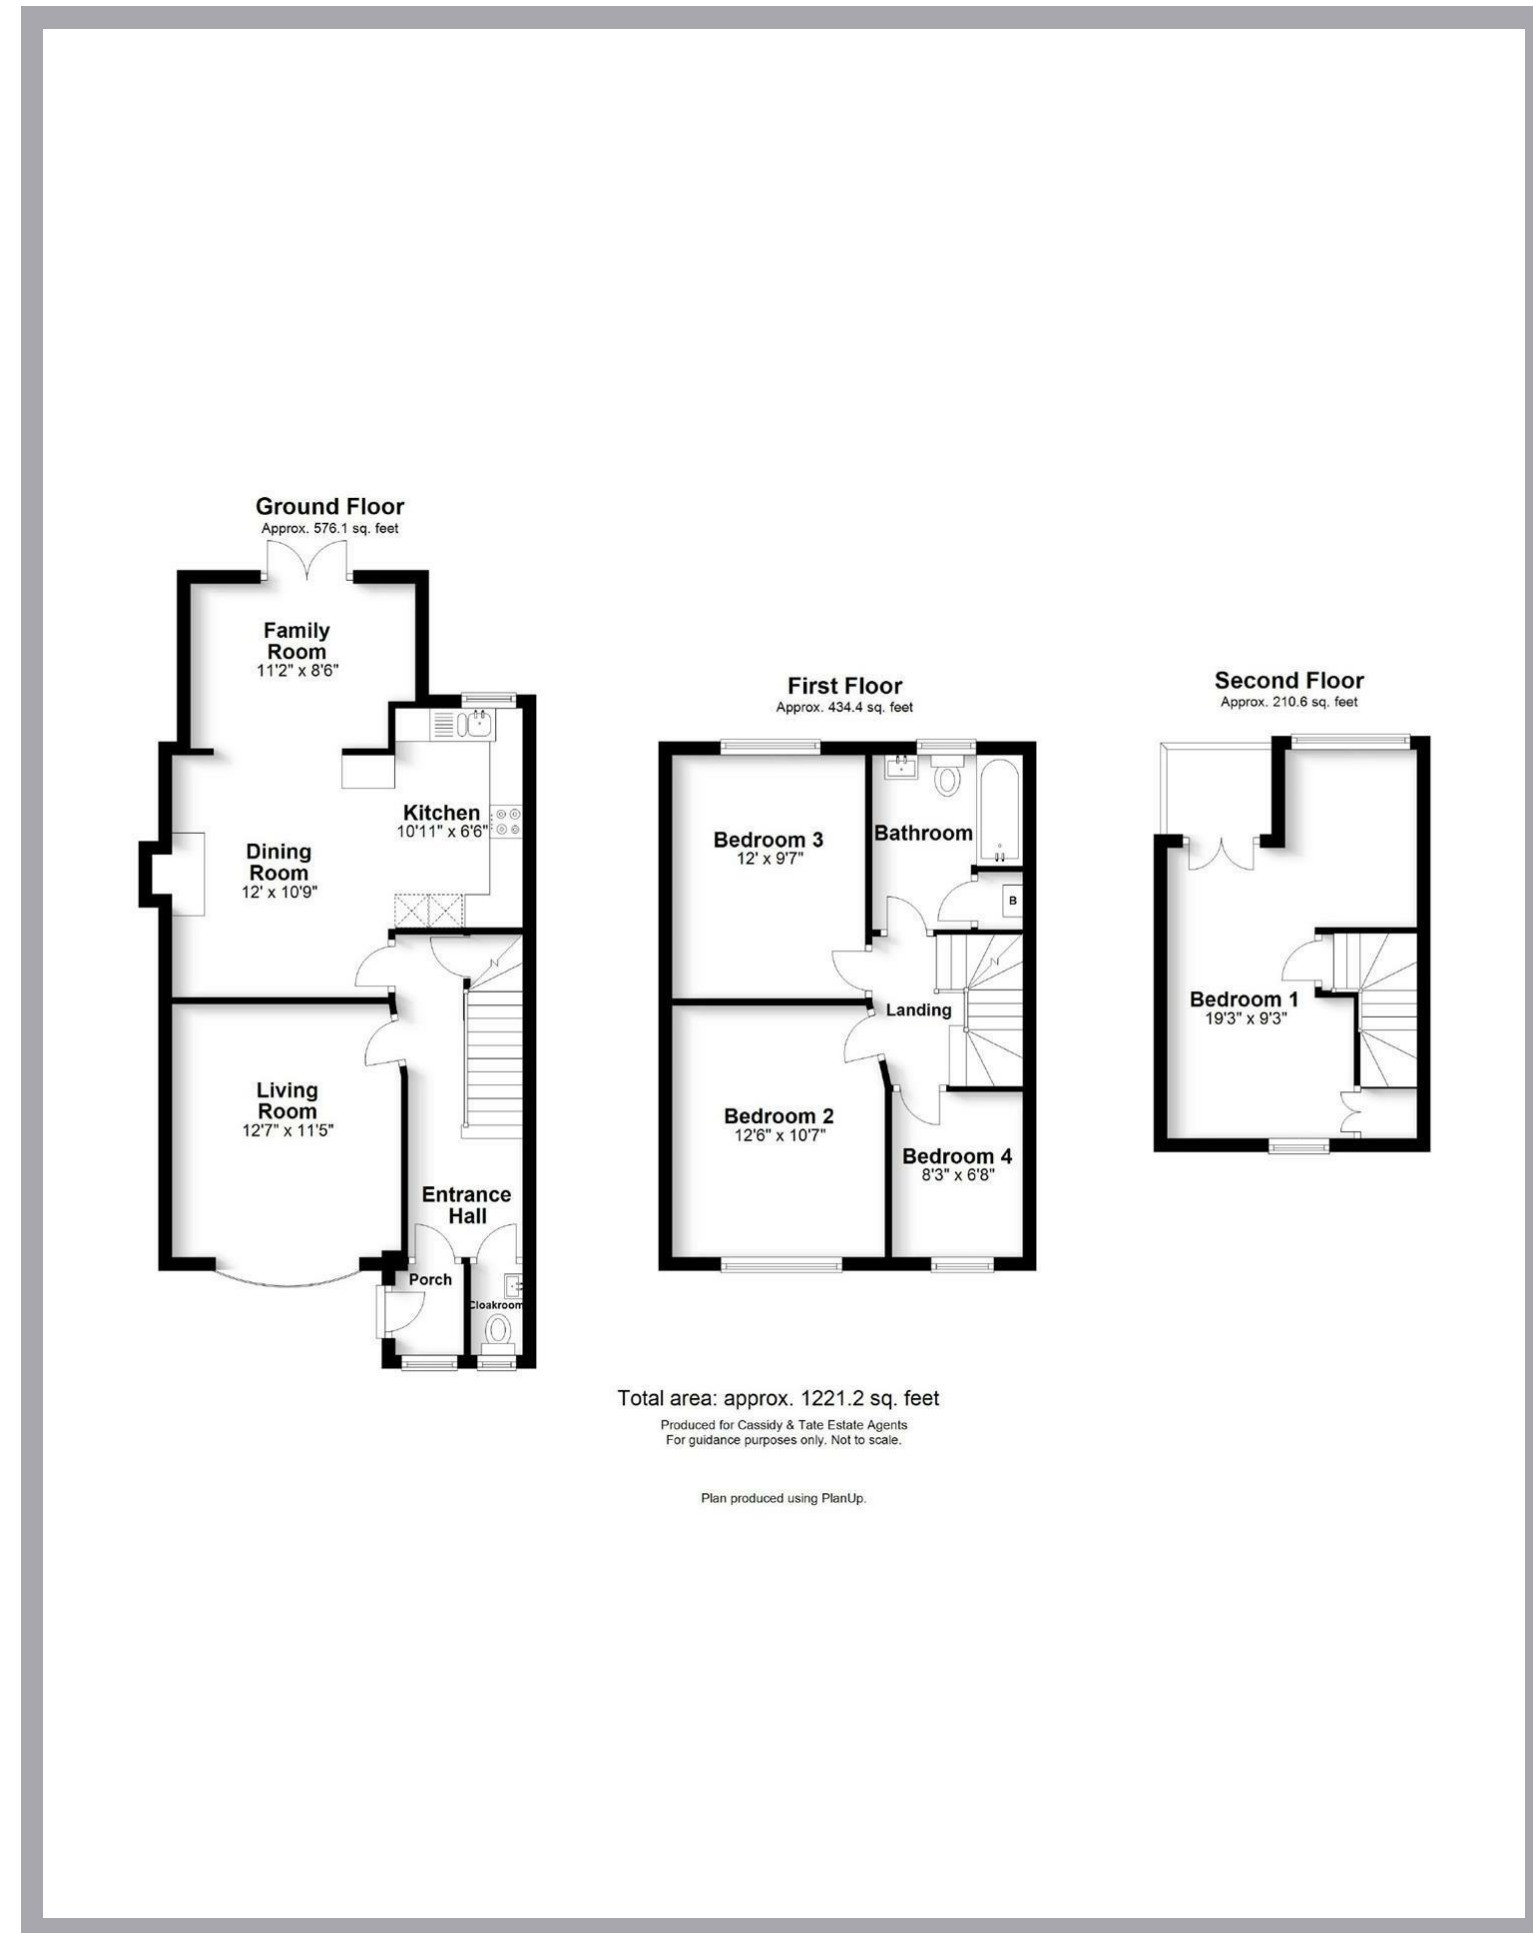 Ground Floor
Approx. 576.1 sq. feet
Family
Room
11'2" x 8'6"
Kitchen
10'11" x 6'6"
Dining
Room
12' x 10'9"
Living
Room
12'7" x 11'5"
Entrance
Hall
Porch
Cloakroom
First Floor
Approx. 434.4 sq. feet
Bedroom 3
12' x 9'7"
Bathroom
B
Landing
Bedroom 2
12'6" x 10'7"
Bedroom 4
8'3" x 6'8"
Second Floor
Approx. 210.6 sq. feet
Bedroom 1
19'3" x 9'3"
Total area: approx. 1221.2 sq. feet
Produced for Cassidy & Tate Estate Agents
For guidance purposes only. Not to scale.
Plan produced using PlanUp.